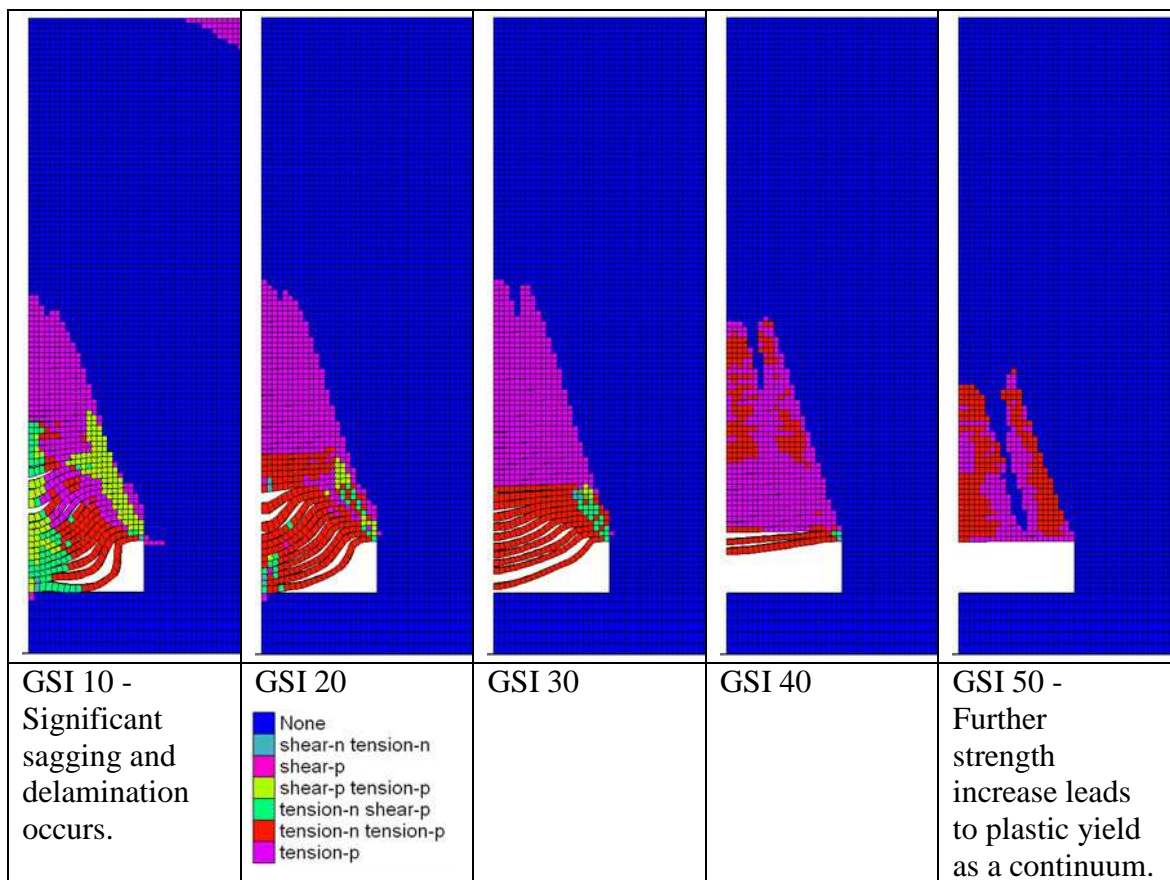 GSI 10 -
Significant
sagging and
delamination
occurs.
GSI 20
None
shear-n tension-n
shear-p
shear-p tension-p
tension-n shear-p
tension-n tension-p
tension-p
GSI 30
GSI 40
GSI 50 -
Further
strength
increase leads
to plastic yield
as a continuum.